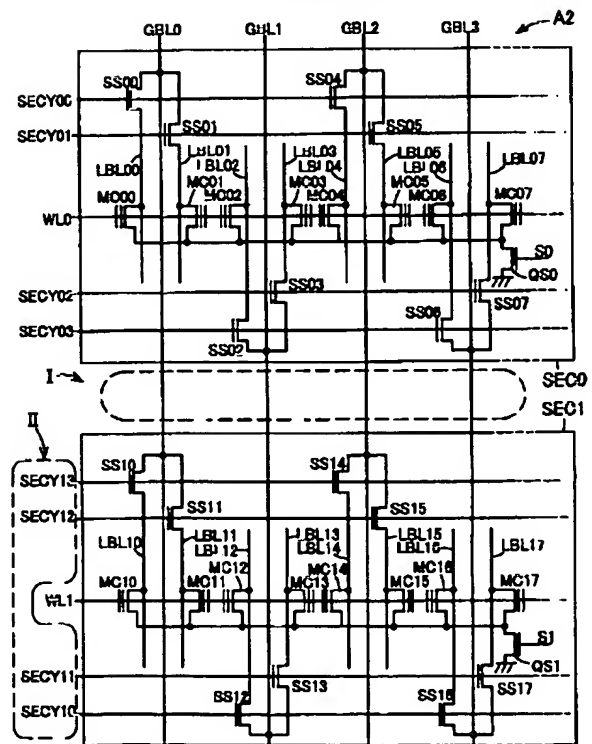 GBL0 GBL1 GBL2 GBL3 A2
SS00 SS04
SECY00
SECY01
SS01 SS05
LBL00 LBL01 LBL02 LBL03 LBL04 LBL05 LBL06 LBL07
MC00 MC01 MC02 MC03 MC04 MC05 MC06 MC07
WL0
S0
QS0
SECY02
SS03 SS07
SECY03
SS02 SS06
I
SEC0
SEC1
II
SS10 SS14
SECY13
SS11 SS15
SECY12
LBL10 LBL11 LBL12 LBL13 LBL14 LBL15 LBL16 LBL17
MC10 MC11 MC12 MC13 MC14 MC15 MC16 MC17
WL1
S1
QS1
SECY11
SS13 SS17
SECY10
SS12 SS16